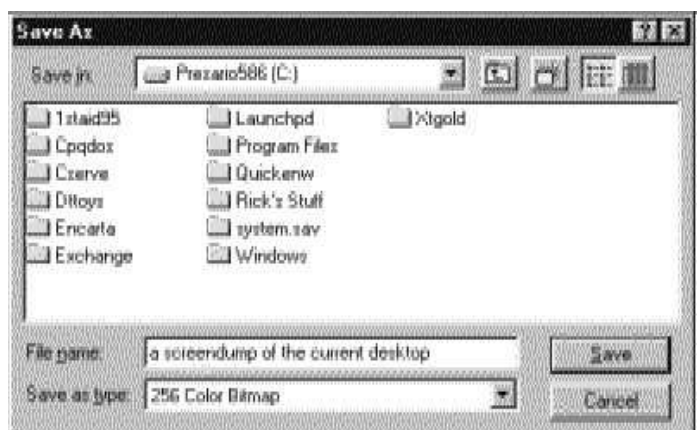 Save As
Save in: Presario586 (C:)
1staid95
Cpqdox
Cserve
Dttoys
Encarta
Exchange
Launchpd
Program Files
Quickenw
Rick's Stuff
system.sav
Windows
Xtgold
File name: a screendump of the current desktop
Save
Save as type: 256 Color Bitmap
Cancel